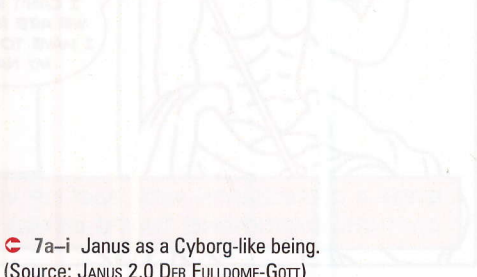 7a–i Janus as a Cyborg-like being.
(Source: JANUS 2.0 DER FULLDOME-GOTT)